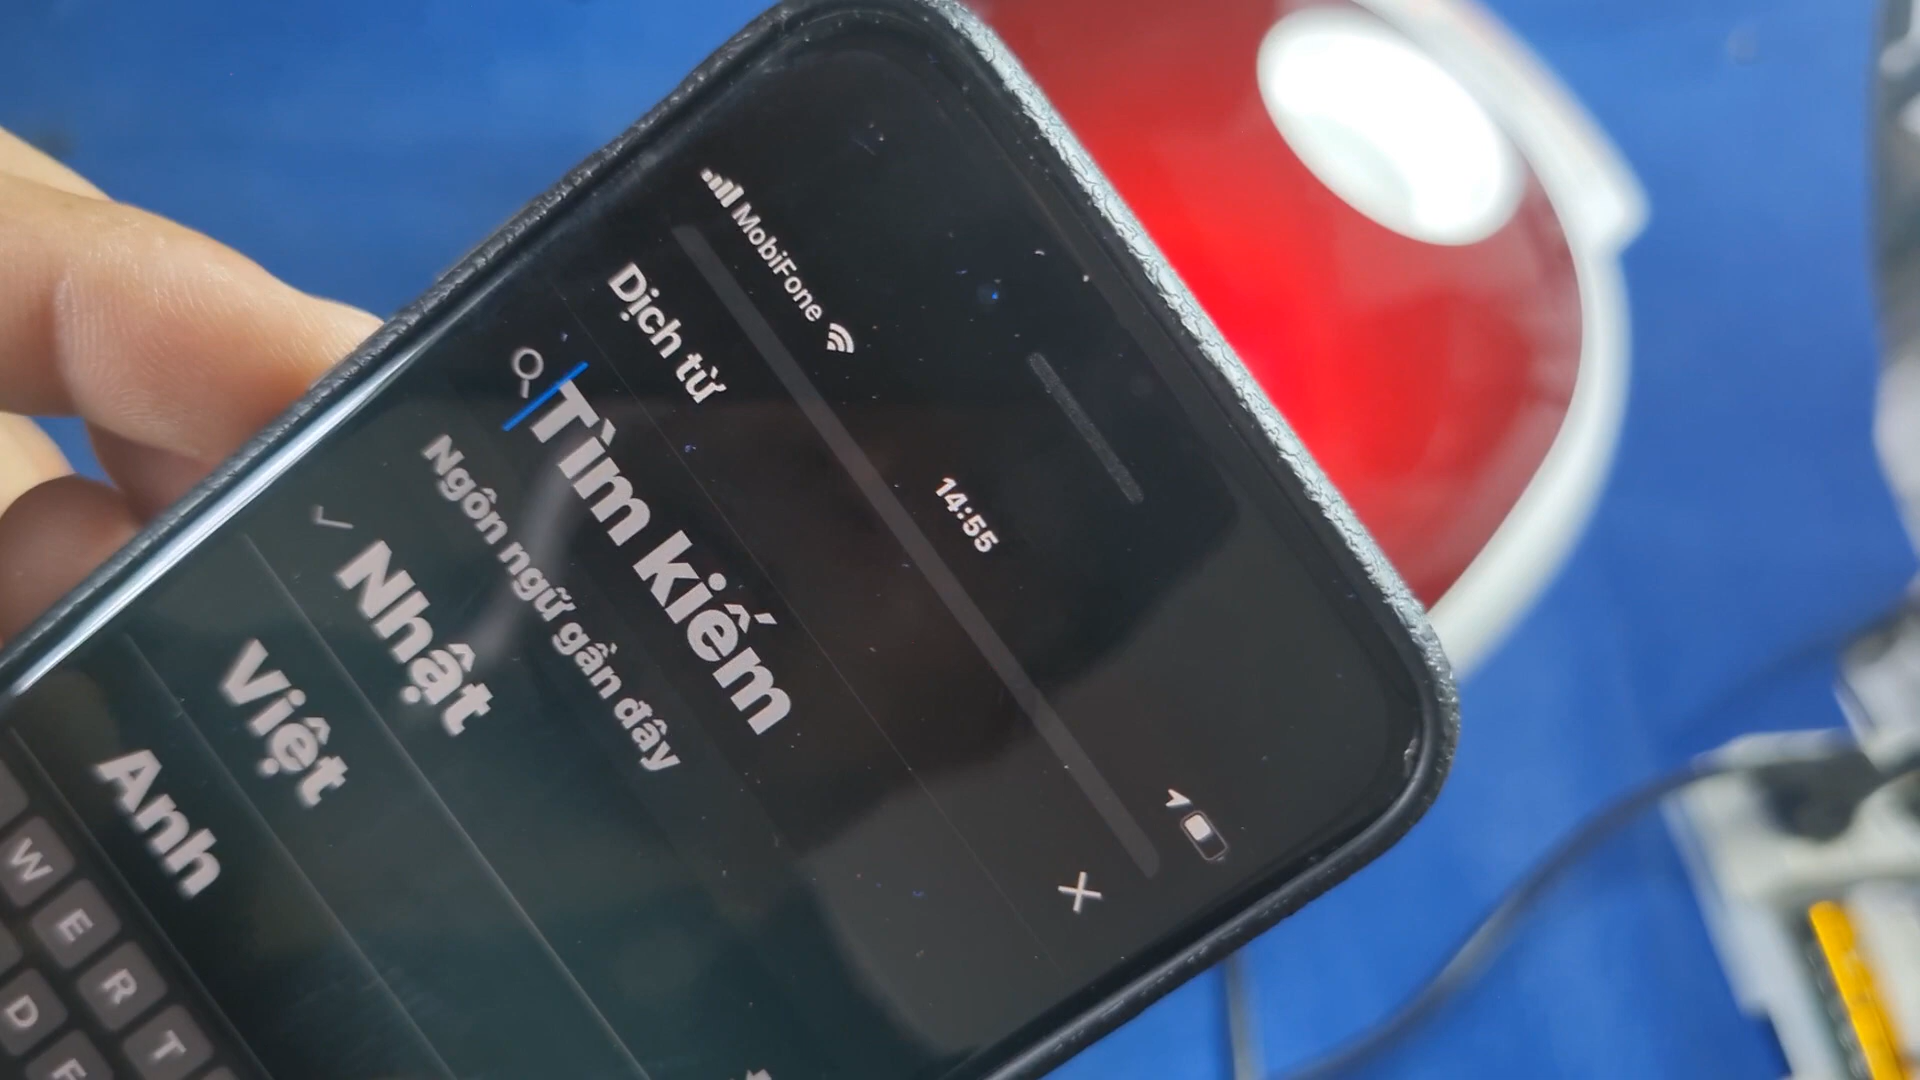 MobiFone 14:55
Dịch từ
Tìm kiếm
Ngôn ngữ gần đây
Nhật
Việt
Anh
W E R T
D F